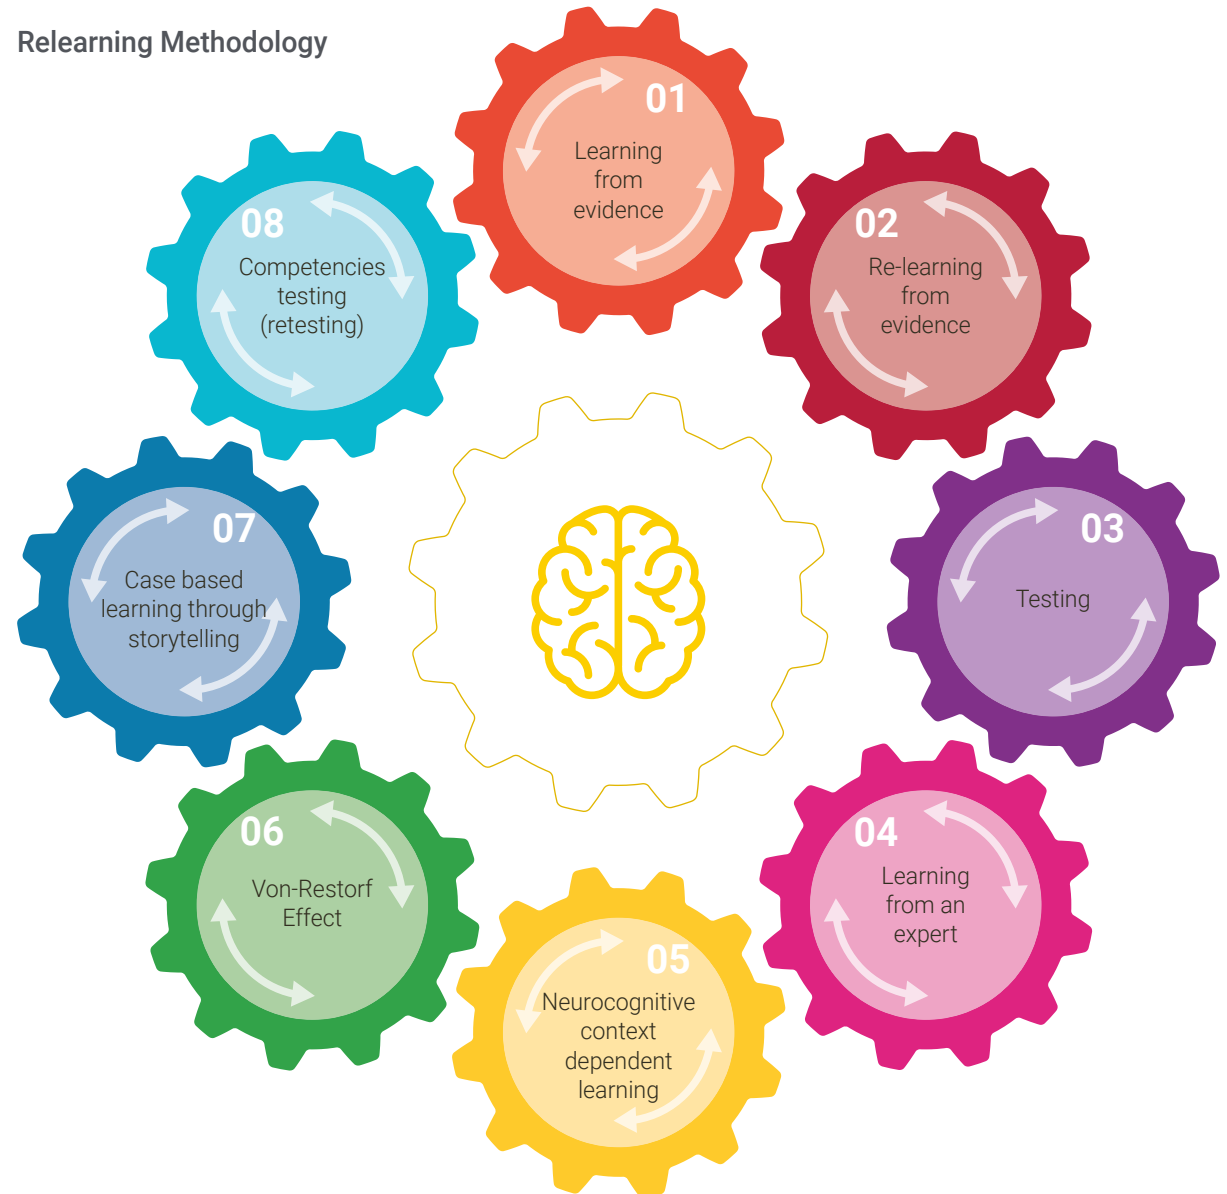 Relearning Methodology
01
Learning
from
evidence
02
Re-learning
from
evidence
03
Testing
04
Learning
from an
expert
05
Neurocognitive
context
dependent
learning
06
Von-Restorf
Effect
07
Case based
learning through
storytelling
08
Competencies
testing
(retesting)